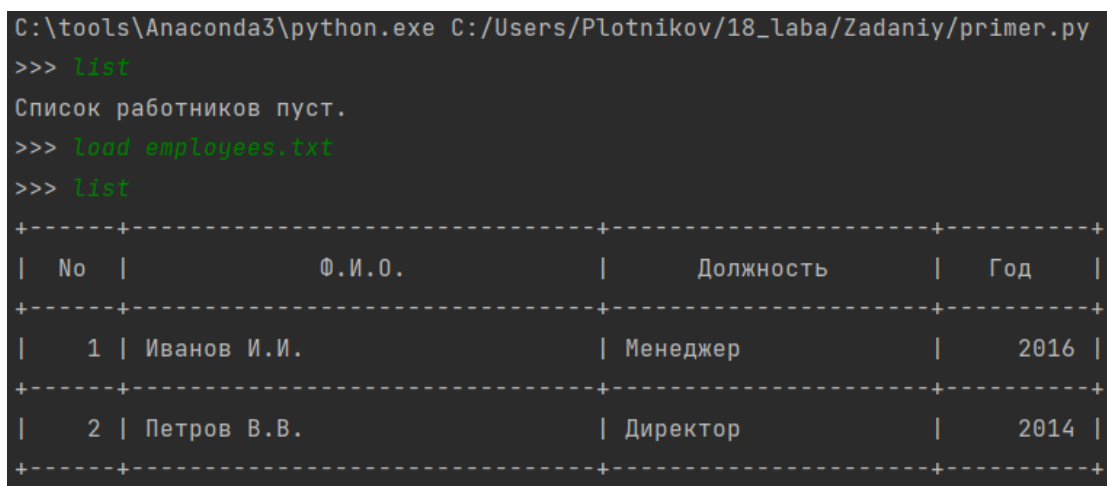 C:\tools\Anaconda3\python.exe C:/Users/Plotnikov/18_laba/Zadaniy/primer.py
>>> list
Список работников пуст.
>>> load employees.txt
>>> list
+------+--------------------------------+----------------------+----------+
|  No  |             Ф.И.О.             |      Должность       |   Год    |
+------+--------------------------------+----------------------+----------+
|    1 | Иванов И.И.                    | Менеджер             |     2016 |
+------+--------------------------------+----------------------+----------+
|    2 | Петров В.В.                    | Директор             |     2014 |
+------+--------------------------------+----------------------+----------+